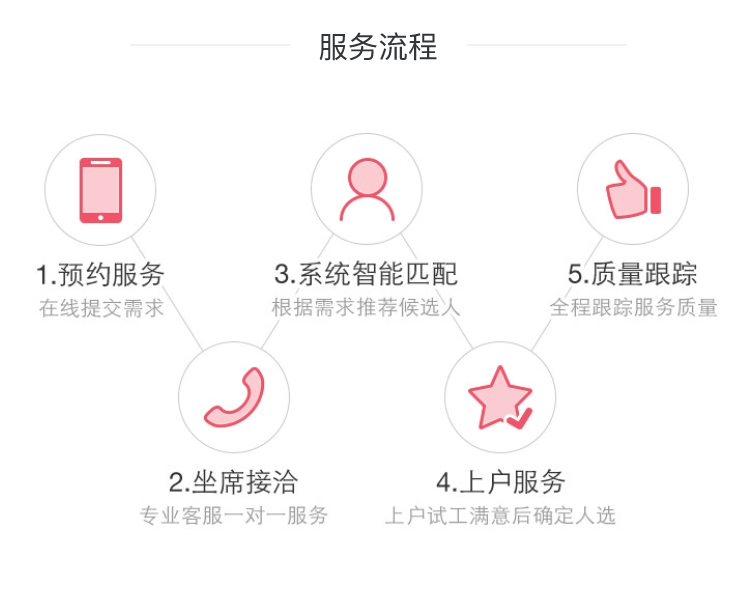 服务流程
1.预约服务
在线提交需求
2.坐席接洽
专业客服一对一服务
3.系统智能匹配
根据需求推荐候选人
4.上户服务
上户试工满意后确定人选
5.质量跟踪
全程跟踪服务质量